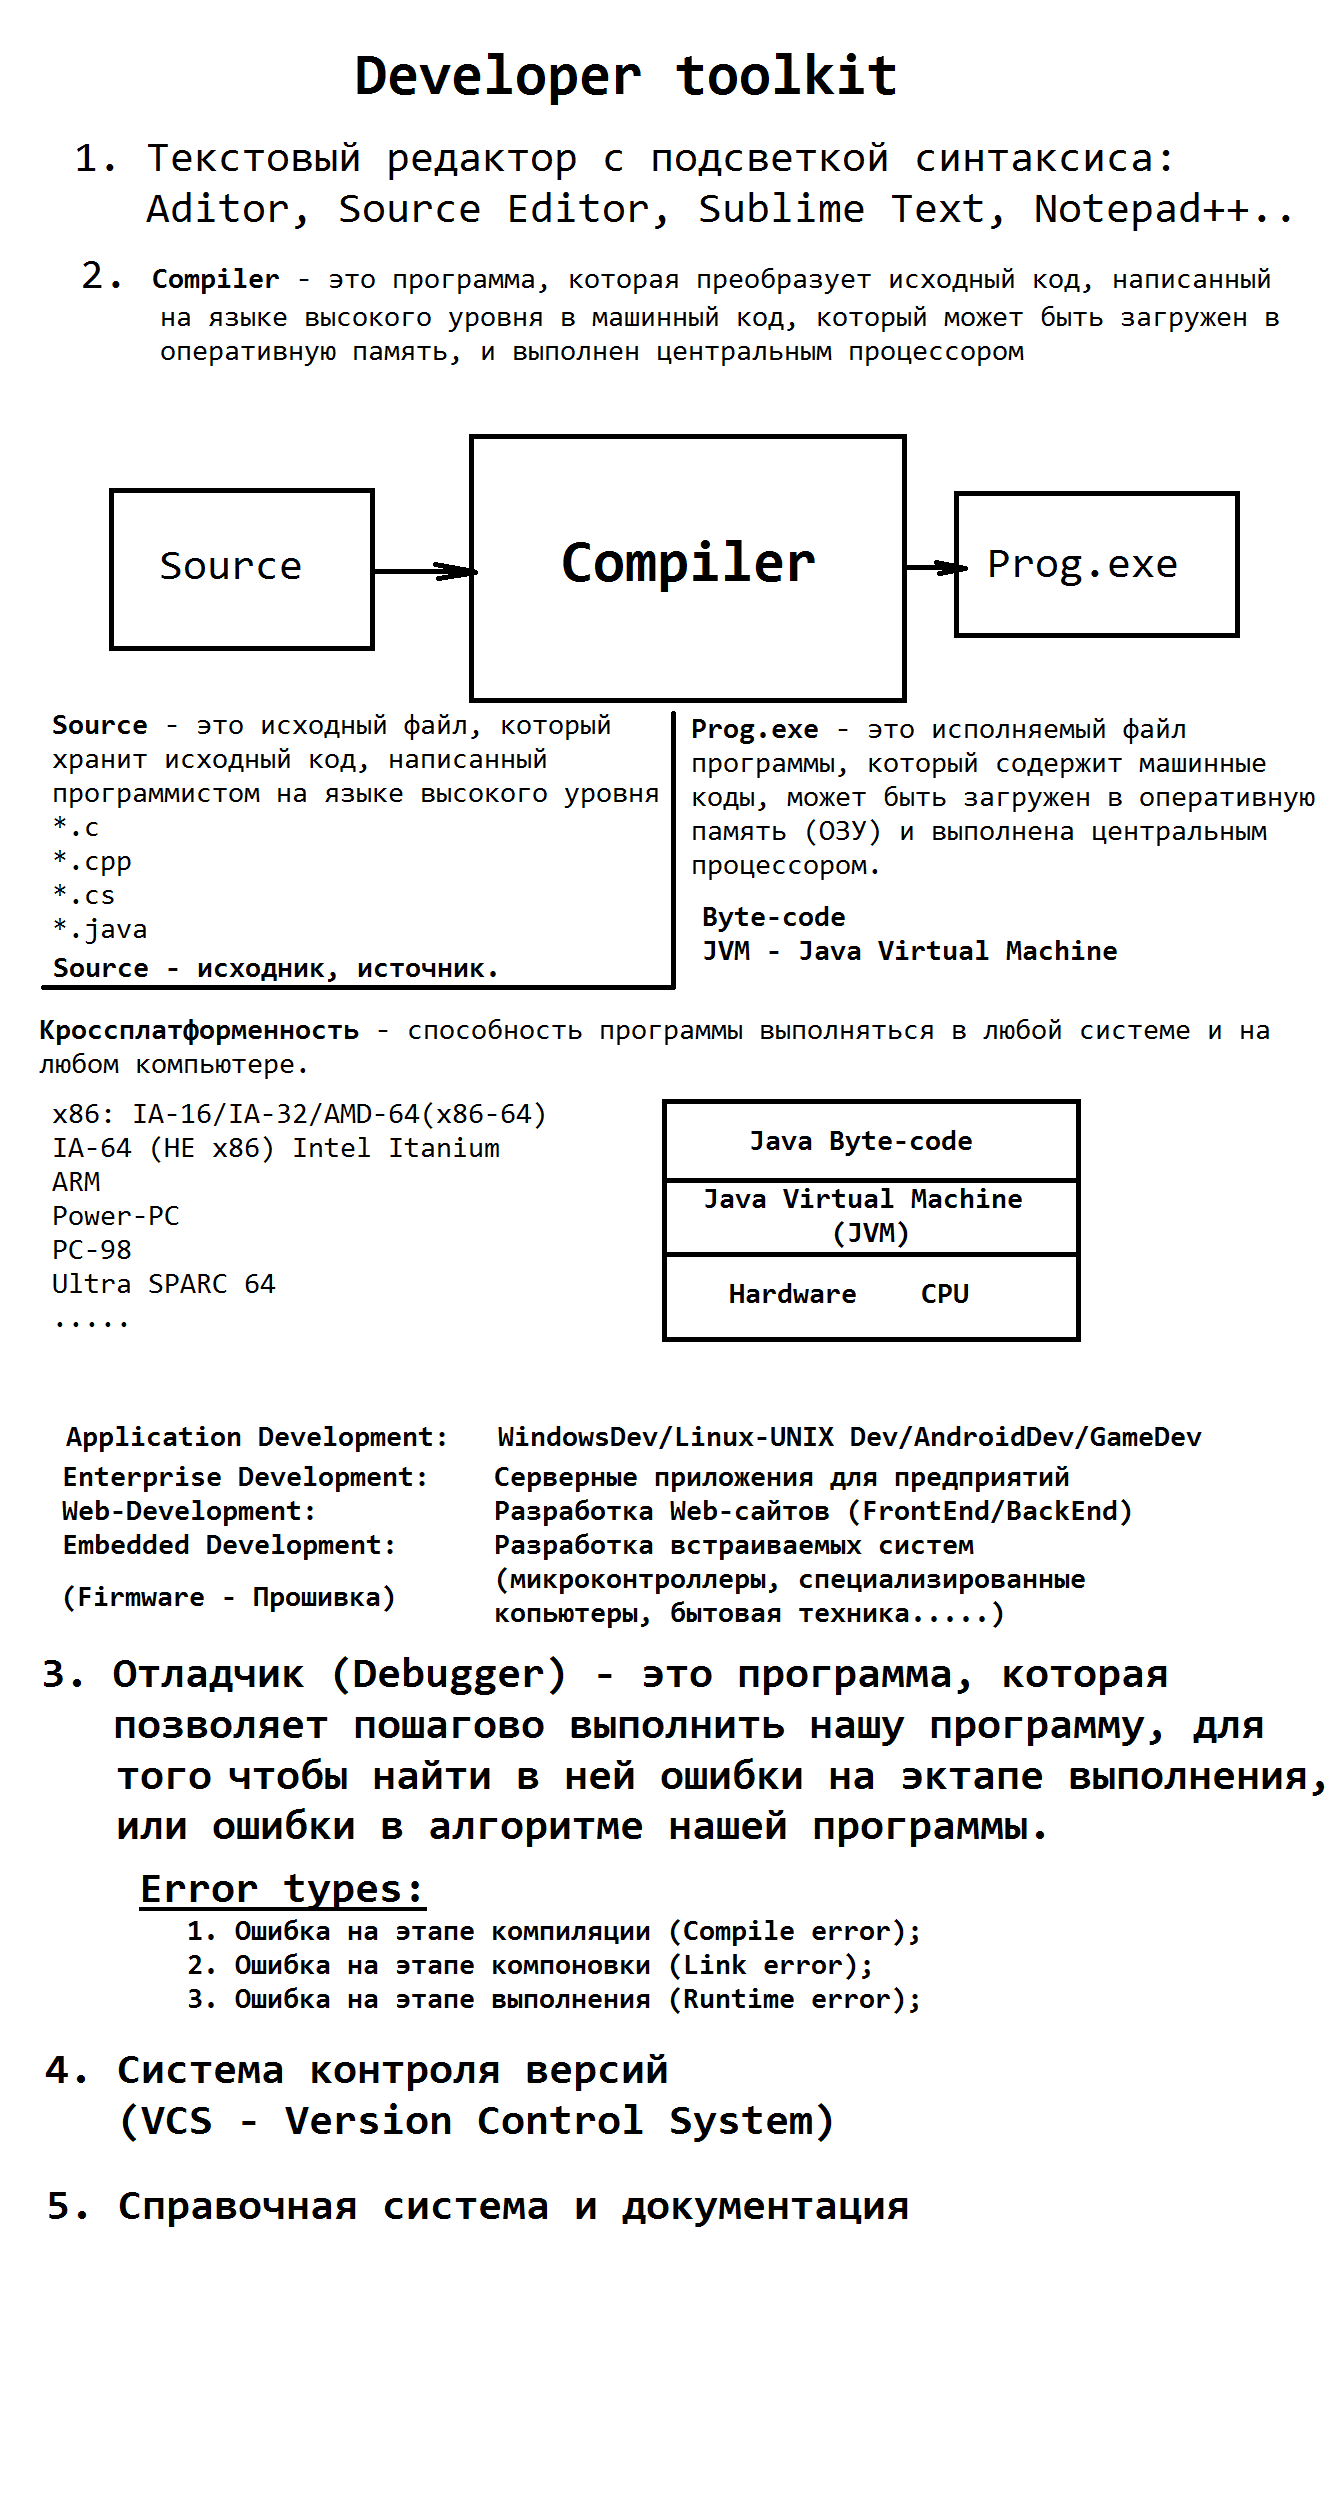 Developer toolkit
1. Текстовый редактор с подсветкой синтаксиса:
Aditor, Source Editor, Sublime Text, Notepad++..
2. Compiler - это программа, которая преобразует исходный код, написанный
на языке высокого уровня в машинный код, который может быть загружен в
оперативную память, и выполнен центральным процессором
Source
Compiler
Prog.exe
Source - это исходный файл, который
хранит исходный код, написанный
программистом на языке высокого уровня
*.c
*.cpp
*.cs
*.java
Source - исходник, источник.
Prog.exe - это исполняемый файл
программы, который содержит машинные
коды, может быть загружен в оперативную
память (ОЗУ) и выполнена центральным
процессором.
Byte-code
JVM - Java Virtual Machine
Кроссплатформенность - способность программы выполняться в любой системе и на
любом компьютере.
x86: IA-16/IA-32/AMD-64(x86-64)
IA-64 (НЕ x86) Intel Itanium
ARM
Power-PC
PC-98
Ultra SPARC 64
.....
Java Byte-code
Java Virtual Machine
(JVM)
Hardware    CPU
Application Development:   WindowsDev/Linux-UNIX Dev/AndroidDev/GameDev
Enterprise Development:    Серверные приложения для предприятий
Web-Development:           Разработка Web-сайтов (FrontEnd/BackEnd)
Embedded Development:      Разработка встраиваемых систем
(микроконтроллеры, специализированные
(Firmware - Прошивка)
копьютеры, бытовая техника.....)
3. Отладчик (Debugger) - это программа, которая
позволяет пошагово выполнить нашу программу, для
того чтобы найти в ней ошибки на эктапе выполнения,
или ошибки в алгоритме нашей программы.
Error types:
1. Ошибка на этапе компиляции (Compile error);
2. Ошибка на этапе компоновки (Link error);
3. Ошибка на этапе выполнения (Runtime error);
4. Система контроля версий
(VCS - Version Control System)
5. Справочная система и документация